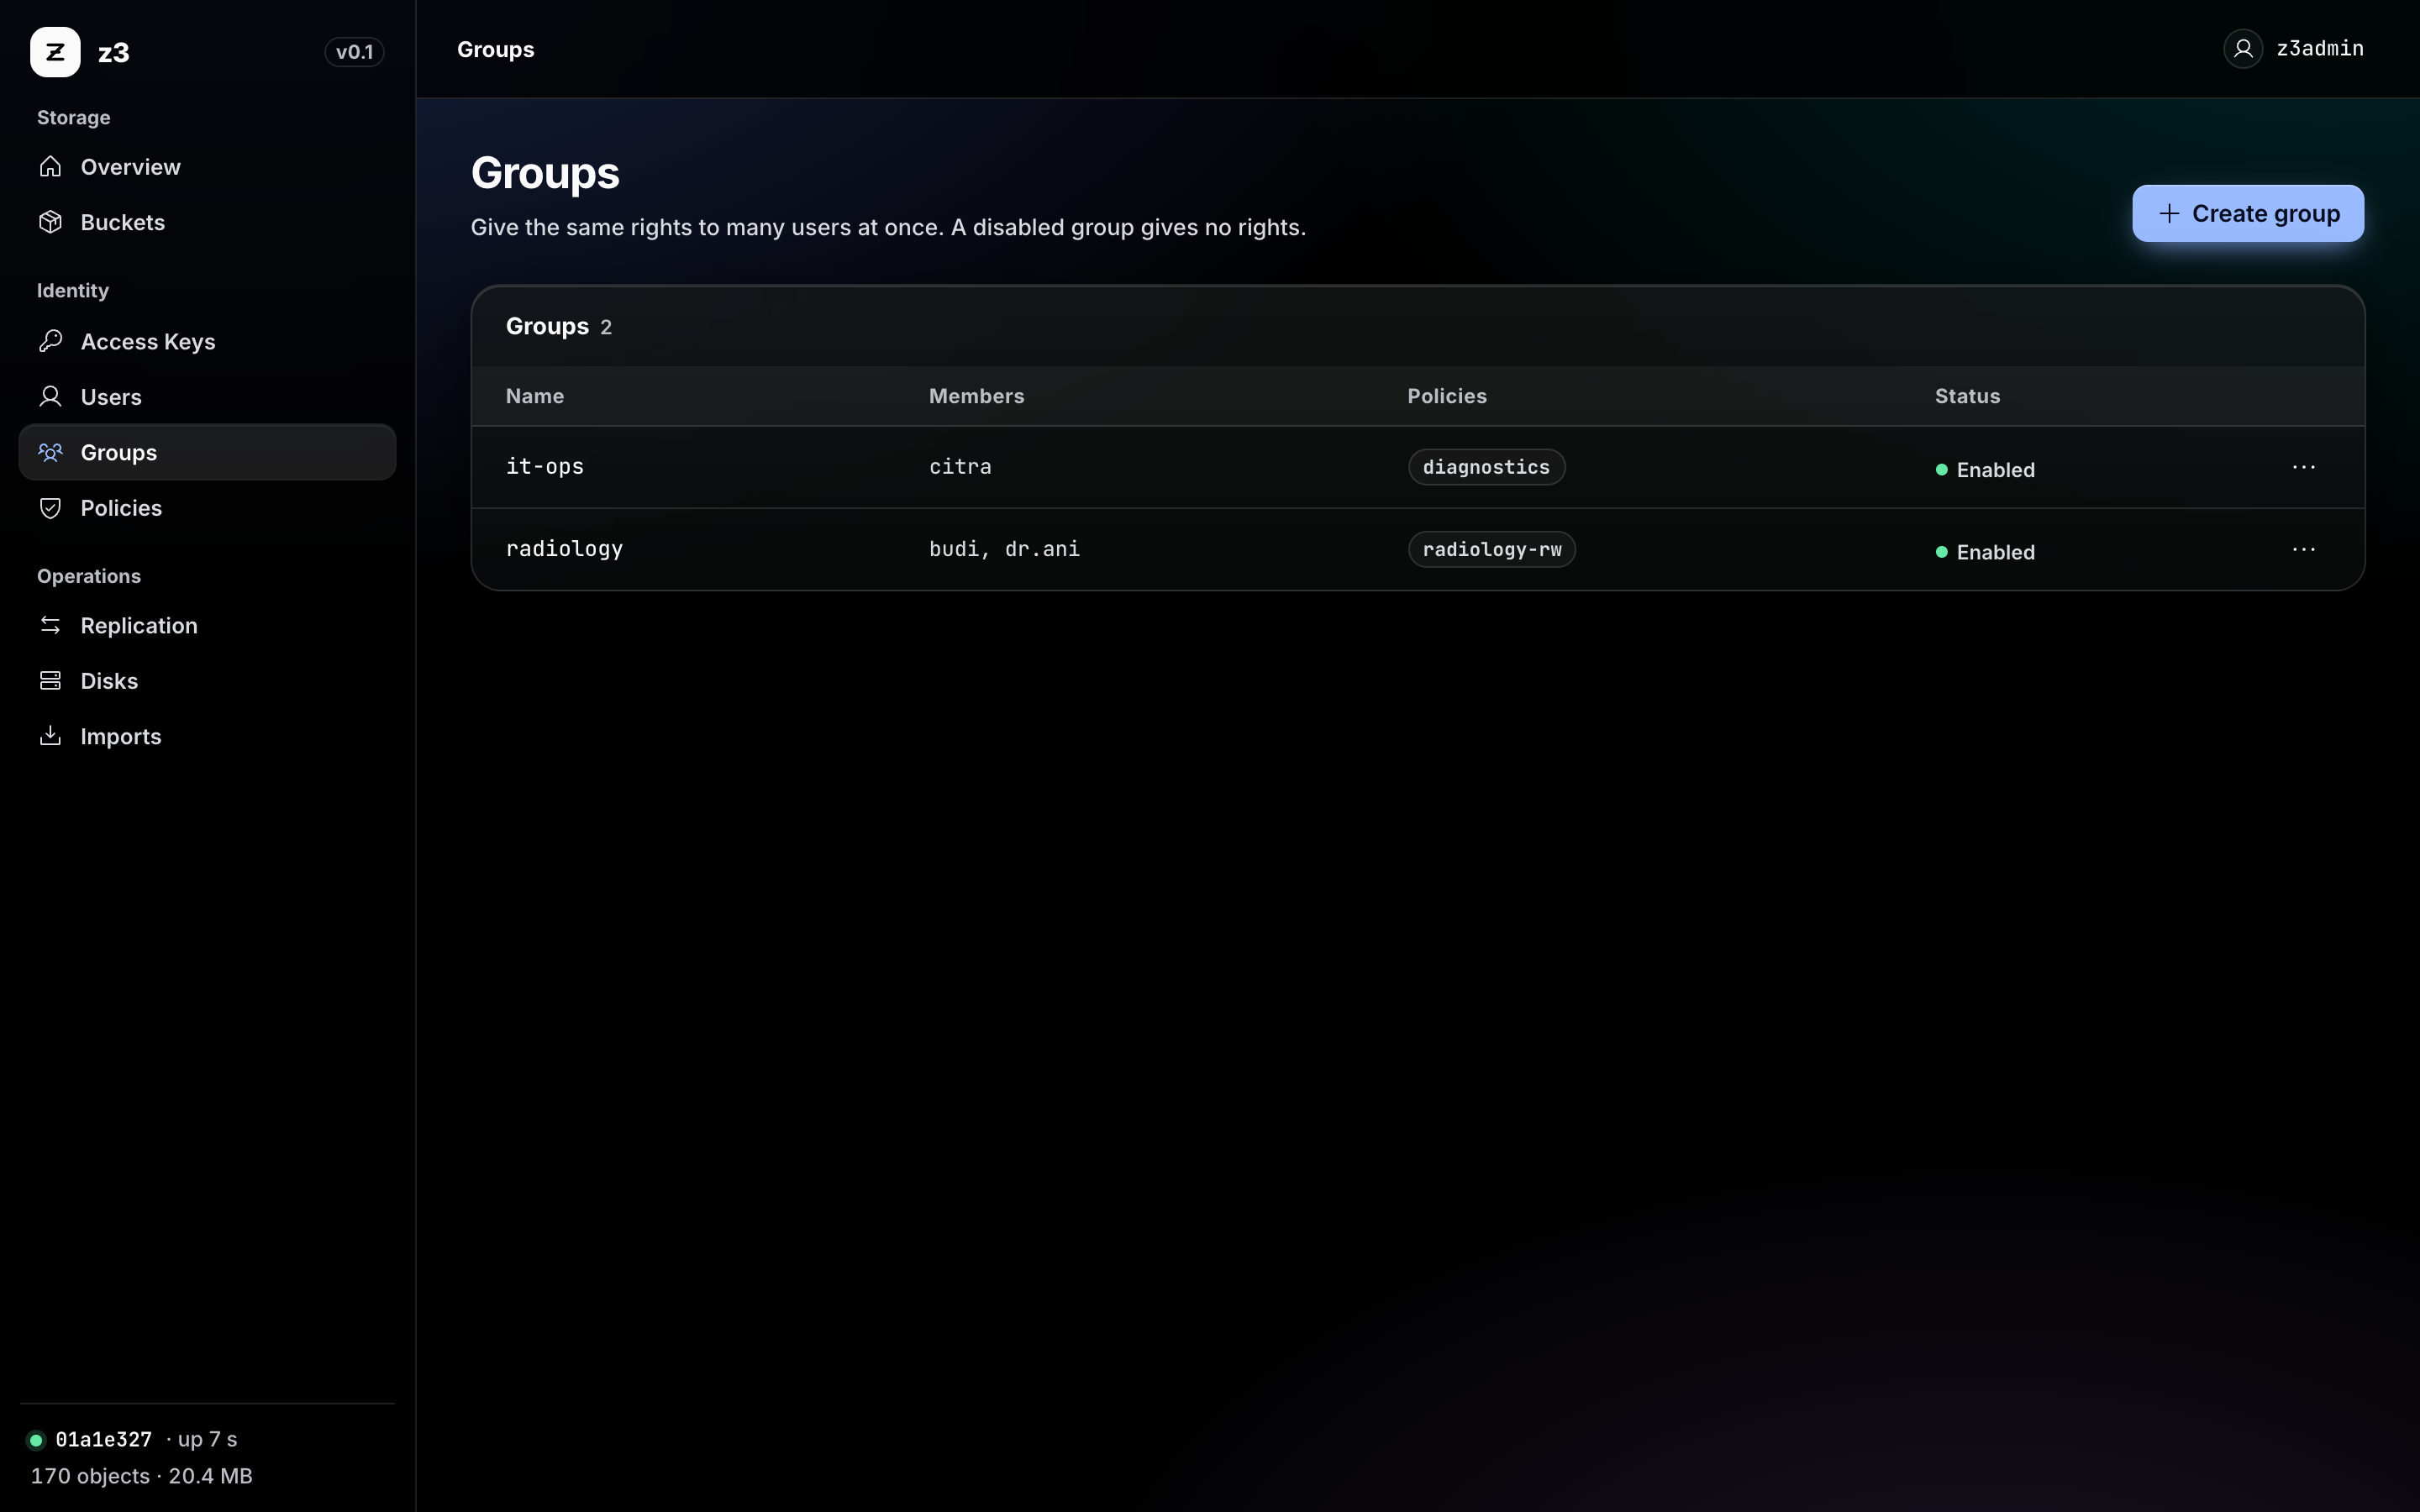 z3
v0.1
Storage
Overview
Buckets
Identity
Access Keys
Users
Groups
Policies
Operations
Replication
Disks
Imports
01a1e327 · up 7 s
170 objects · 20.4 MB
Groups
z3admin
Groups
Give the same rights to many users at once. A disabled group gives no rights.
Create group
Groups 2
Name Members Policies Status
it-ops citra diagnostics Enabled ...
radiology budi, dr.ani radiology-rw Enabled ...